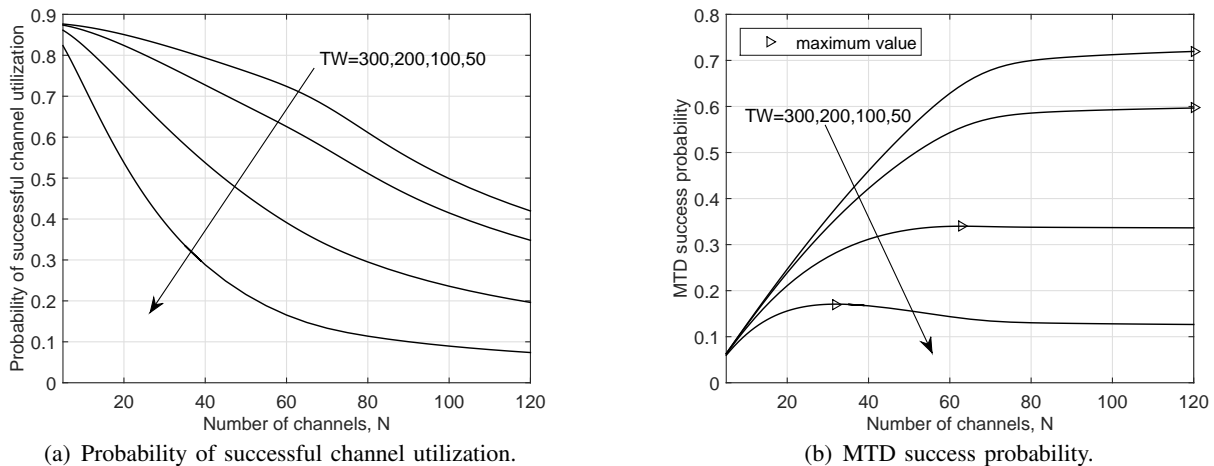 0.9
0.8
0.7
0.6
0.5
0.4
0.3
0.2
0.1
0
Probability of successful channel utilization
TW=300,200,100,50
20 40 60 80 100 120
Number of channels, N
(a) Probability of successful channel utilization.
0.8
0.7
0.6
0.5
0.4
0.3
0.2
0.1
0
MTD success probability
maximum value
TW=300,200,100,50
20 40 60 80 100 120
Number of channels, N
(b) MTD success probability.